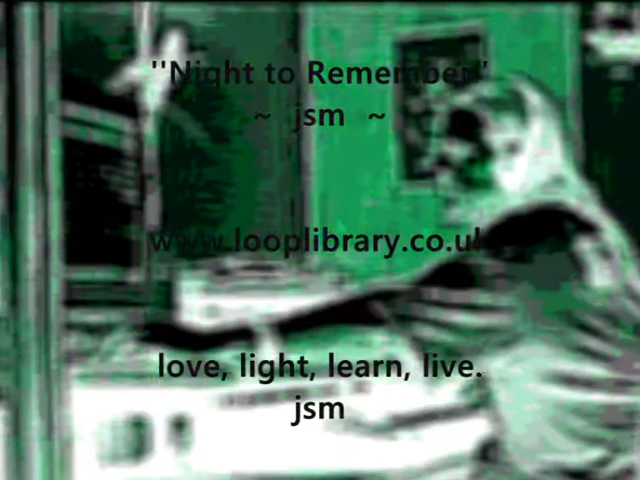 ''Night to Remember''
~ jsm ~
www.looplibrary.co.uk
love, light, learn, live.
jsm